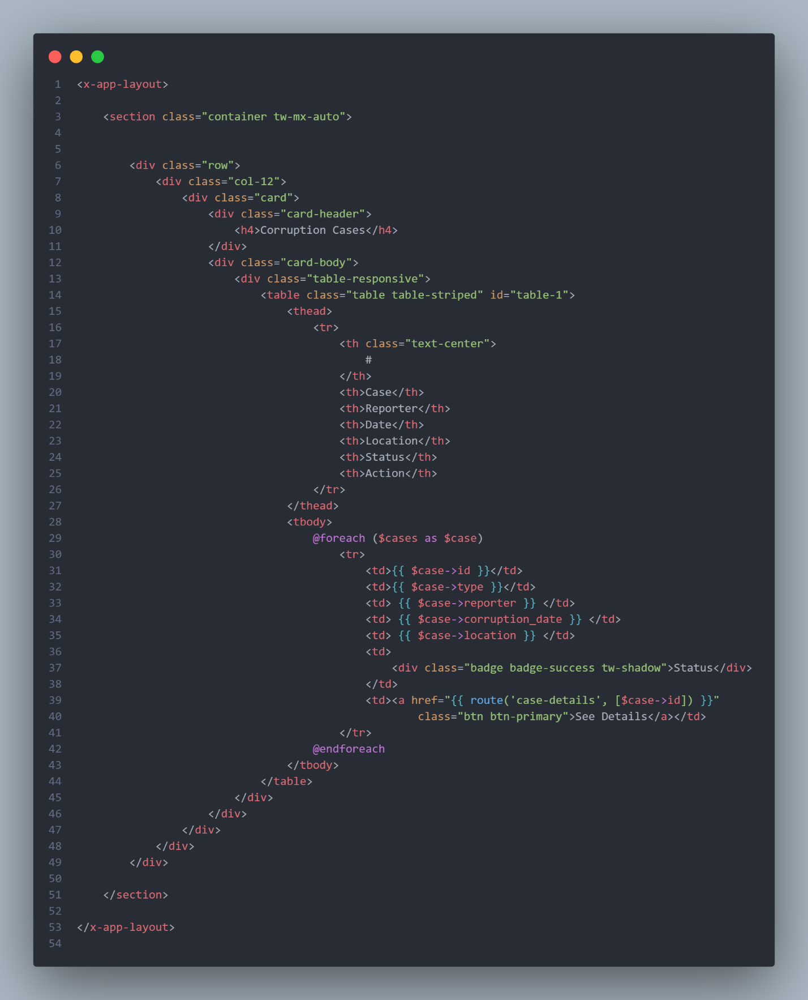 1 <x-app-layout>
2
3     <section class="container tw-mx-auto">
4
5
6         <div class="row">
7             <div class="col-12">
8                 <div class="card">
9                     <div class="card-header">
10                         <h4>Corruption Cases</h4>
11                     </div>
12                     <div class="card-body">
13                         <div class="table-responsive">
14                             <table class="table table-striped" id="table-1">
15                                 <thead>
16                                     <tr>
17                                         <th class="text-center">
18                                             #
19                                         </th>
20                                         <th>Case</th>
21                                         <th>Reporter</th>
22                                         <th>Date</th>
23                                         <th>Location</th>
24                                         <th>Status</th>
25                                         <th>Action</th>
26                                     </tr>
27                                 </thead>
28                                 <tbody>
29                                     @foreach ($cases as $case)
30                                         <tr>
31                                             <td>{{ $case->id }}</td>
32                                             <td>{{ $case->type }}</td>
33                                             <td> {{ $case->reporter }} </td>
34                                             <td> {{ $case->corruption_date }} </td>
35                                             <td> {{ $case->location }} </td>
36                                             <td>
37                                                 <div class="badge badge-success tw-shadow">Status</div>
38                                             </td>
39                                             <td><a href="{{ route('case-details', [$case->id]) }}"
40                                                     class="btn btn-primary">See Details</a></td>
41                                         </tr>
42                                     @endforeach
43                                 </tbody>
44                             </table>
45                         </div>
46                     </div>
47                 </div>
48             </div>
49         </div>
50
51     </section>
52
53 </x-app-layout>
54